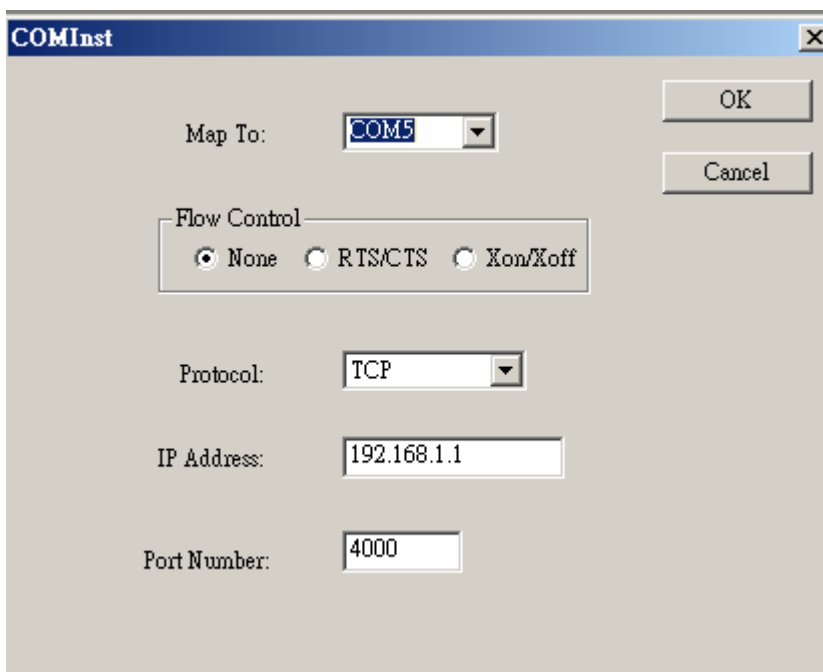 COMInst
OK
Map To: COM5
Cancel
Flow Control
None RTS/CTS Xon/Xoff
Protocol: TCP
IP Address: 192.168.1.1
Port Number: 4000